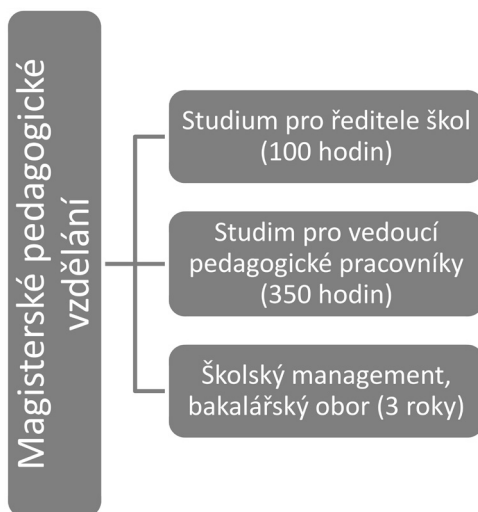 Magisterské pedagogické
vzdělání
Studium pro ředitele škol
(100 hodin)
Studim pro vedoucí
pedagogické pracovníky
(350 hodin)
Školský management,
bakalářský obor (3 roky)